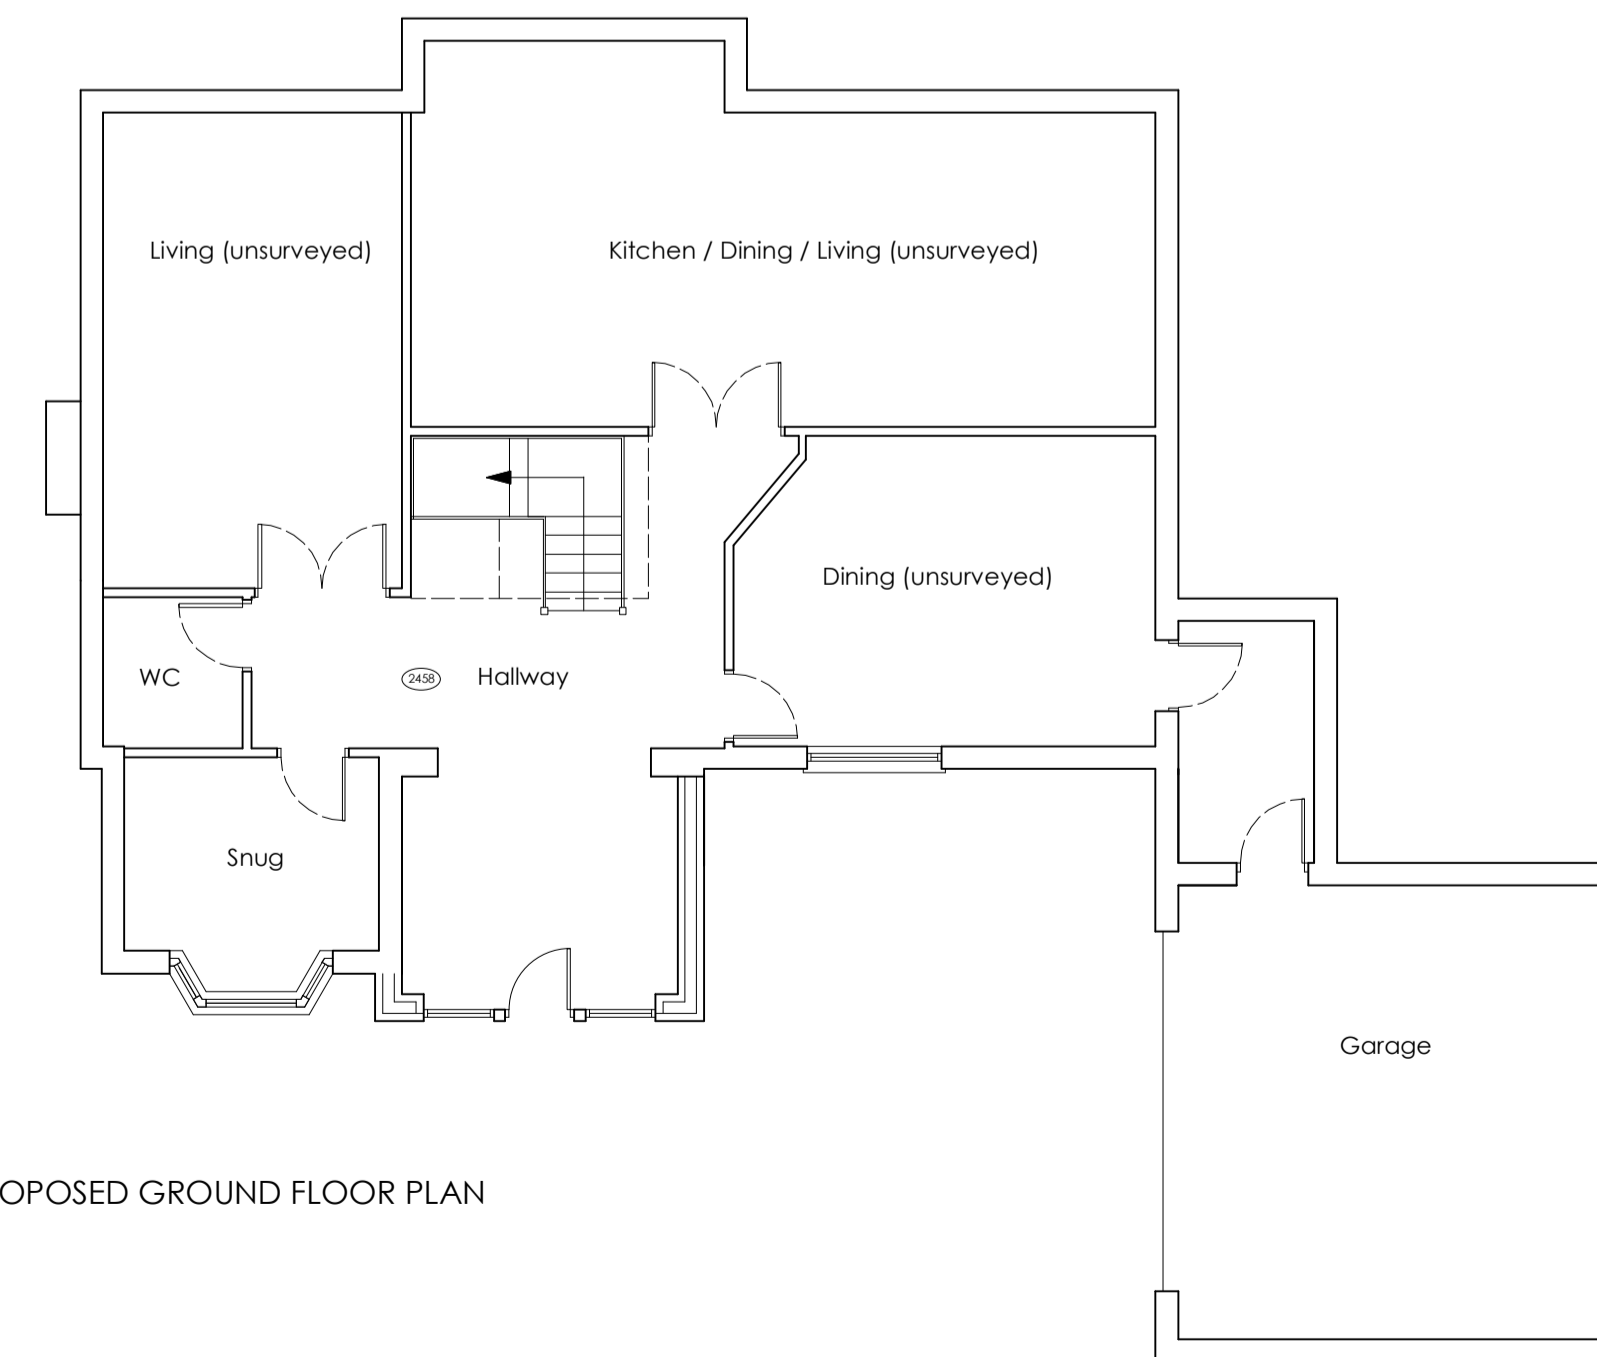 Living (unsurveyed)
Kitchen / Dining / Living (unsurveyed)
Dining (unsurveyed)
WC
2458
Hallway
Snug
Garage
OPOSED GROUND FLOOR PLAN